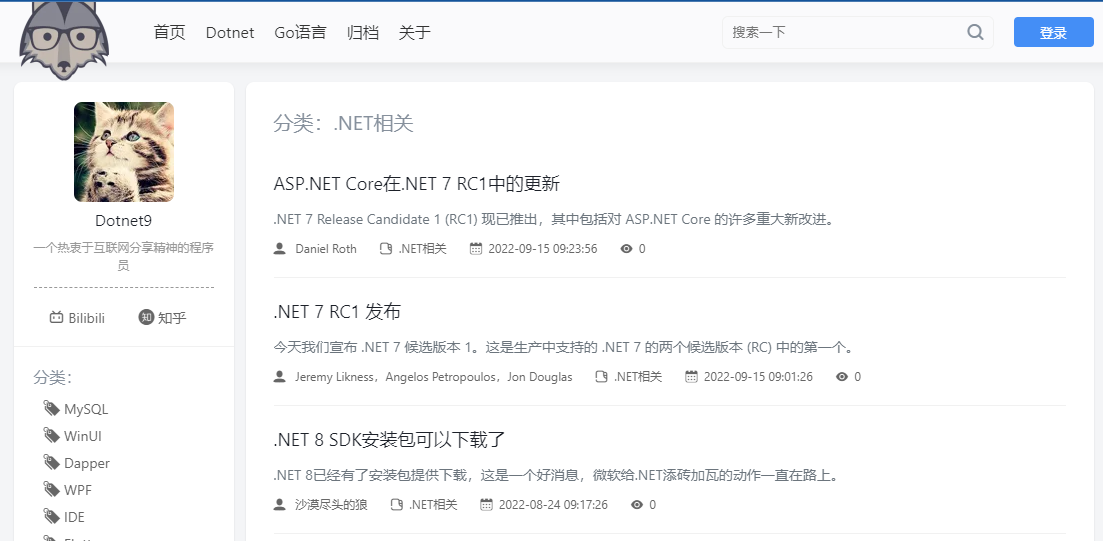 首页 Dotnet Go语言 归档 关于 搜索一下 登录
Dotnet9
一个热衷于互联网分享精神的程序
员
Bilibili 知 知乎
分类：
MySQL
WinUI
Dapper
WPF
IDE
分类：.NET相关
ASP.NET Core在.NET 7 RC1中的更新
.NET 7 Release Candidate 1 (RC1) 现已推出，其中包括对 ASP.NET Core 的许多重大新改进。
Daniel Roth .NET相关 2022-09-15 09:23:56 0
.NET 7 RC1 发布
今天我们宣布 .NET 7 候选版本 1。这是生产中支持的 .NET 7 的两个候选版本 (RC) 中的第一个。
Jeremy Likness，Angelos Petropoulos，Jon Douglas .NET相关 2022-09-15 09:01:26 0
.NET 8 SDK安装包可以下载了
.NET 8已经有了安装包提供下载，这是一个好消息，微软给.NET添砖加瓦的动作一直在路上。
沙漠尽头的狼 .NET相关 2022-08-24 09:17:26 0